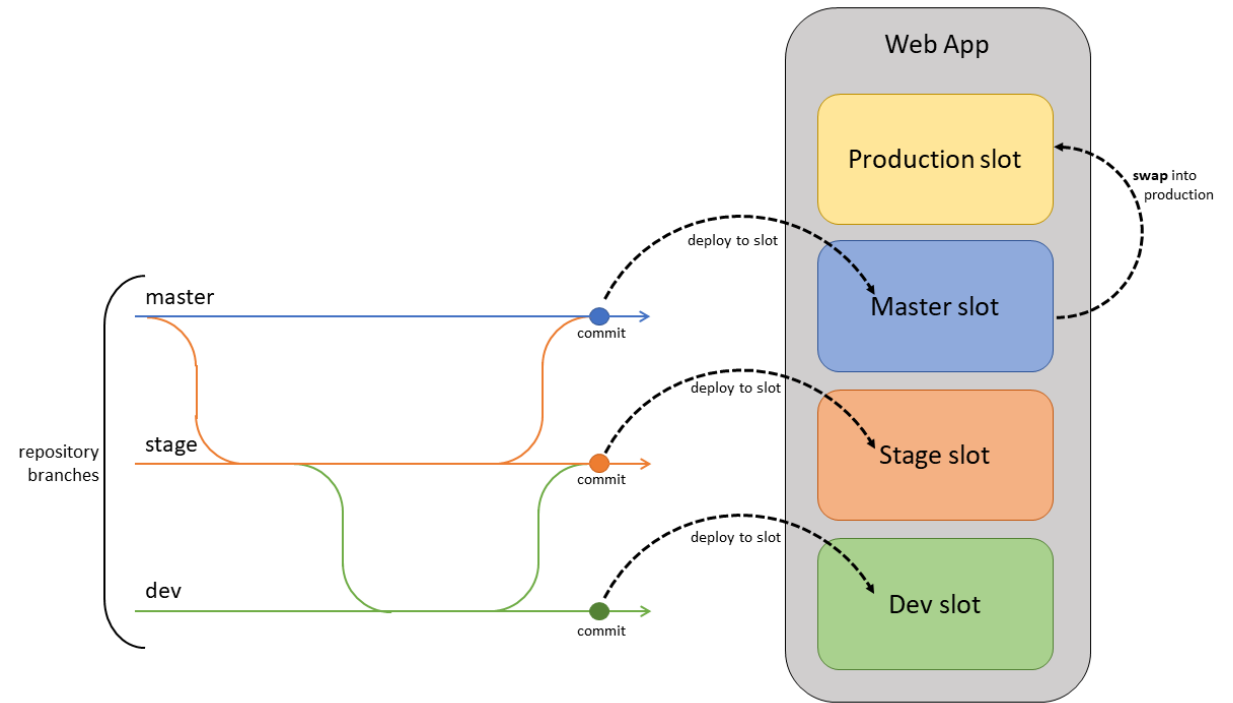 Web App
Production slot
swap into
production
deploy to slot
master
Master slot
commit
deploy to slot
stage
repository
branches
Stage slot
commit
deploy to slot
dev
Dev slot
commit